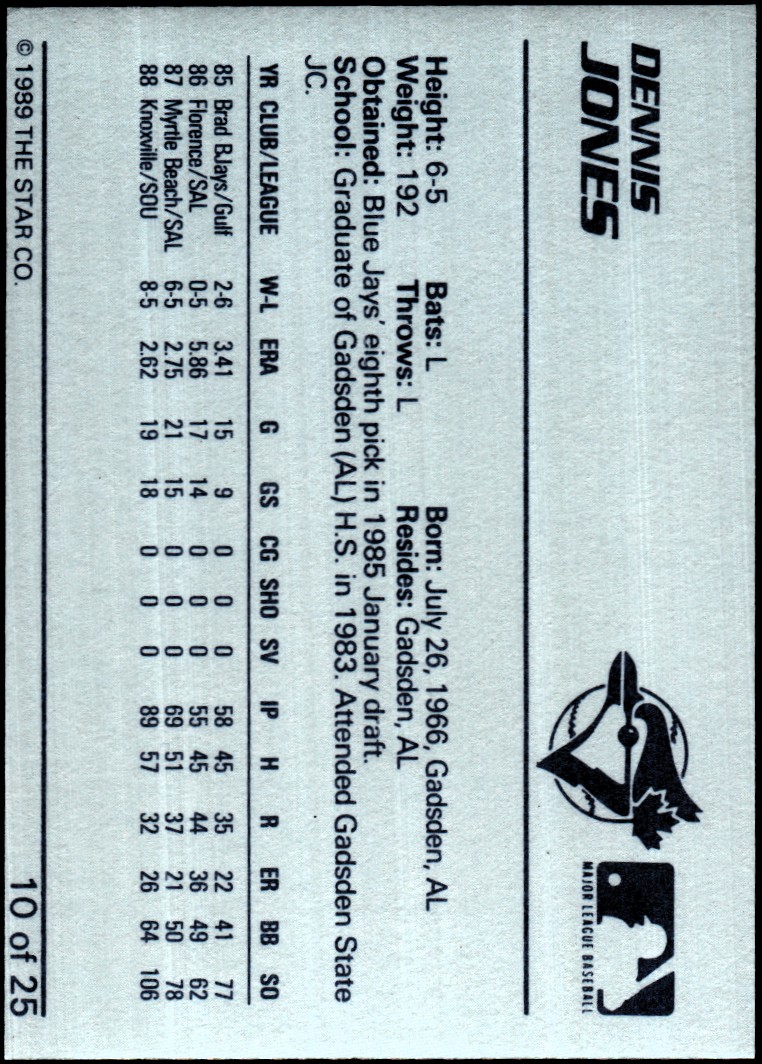 DENNIS
JONES
MAJOR LEAGUE BASEBALL
Height: 6-5 Bats: L Born: July 26, 1966, Gadsden, AL
Weight: 192 Throws: L Resides: Gadsden, AL
Obtained: Blue Jays' eighth pick in 1985 January draft.
School: Graduate of Gadsden (AL) H.S. in 1983. Attended Gadsden State
JC.
YR CLUB/LEAGUE W-L ERA G GS CG SHO SV IP H R ER BB SO
85 Brad BJays/Gulf 2-6 3.41 15 9 0 0 0 58 45 35 22 41 77
86 Florence/SAL 0-5 5.86 17 14 0 0 0 55 45 44 36 49 62
87 Myrtle Beach/SAL 6-5 2.75 21 15 0 0 0 69 51 37 21 50 78
88 Knoxville/SOU 8-5 2.62 19 18 0 0 0 89 57 32 26 64 106
© 1989 THE STAR CO. 10 of 25